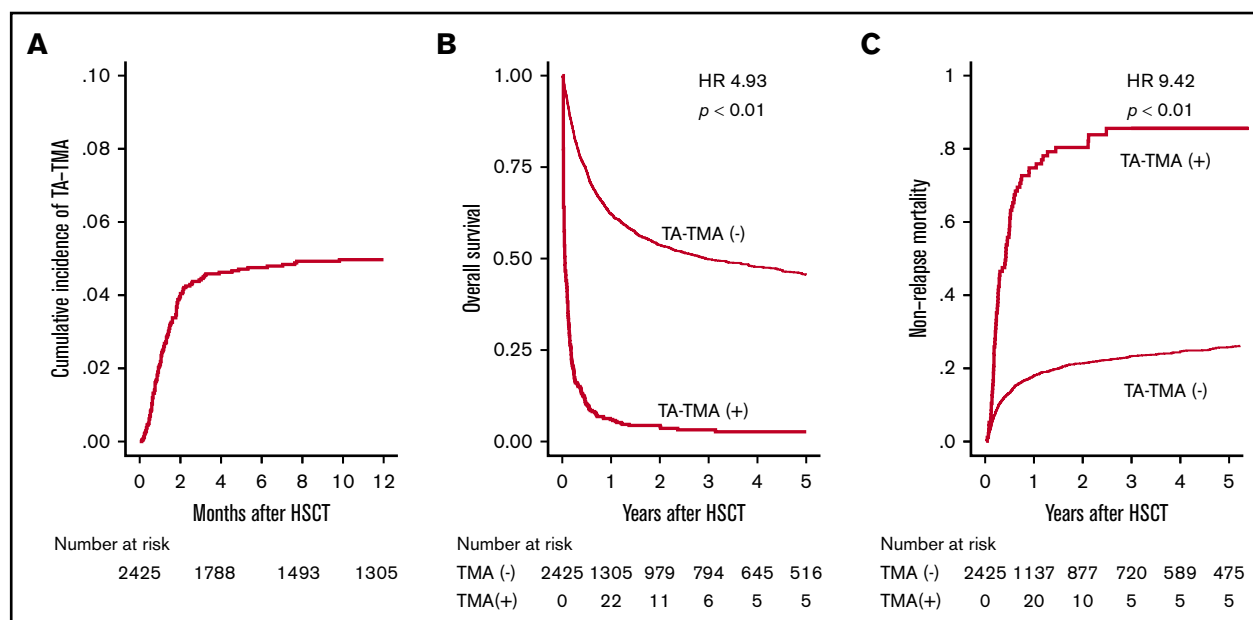 A
Cumulative incidence of TA–TMA
.10
.08
.06
.04
.02
.00
0 2 4 6 8 10 12
Months after HSCT
Number at risk
2425 1788 1493 1305
B
Overall survival
1.00
0.75
0.50
0.25
0.00
HR 4.93
p < 0.01
TA-TMA (-)
TA-TMA (+)
0 1 2 3 4 5
Years after HSCT
Number at risk
TMA (-) 2425 1305 979 794 645 516
TMA(+) 0 22 11 6 5 5
C
Non–relapse mortality
1
.8
.6
.4
.2
0
HR 9.42
p < 0.01
TA-TMA (+)
TA-TMA (-)
0 1 2 3 4 5
Years after HSCT
Number at risk
TMA (-) 2425 1137 877 720 589 475
TMA(+) 0 20 10 5 5 5